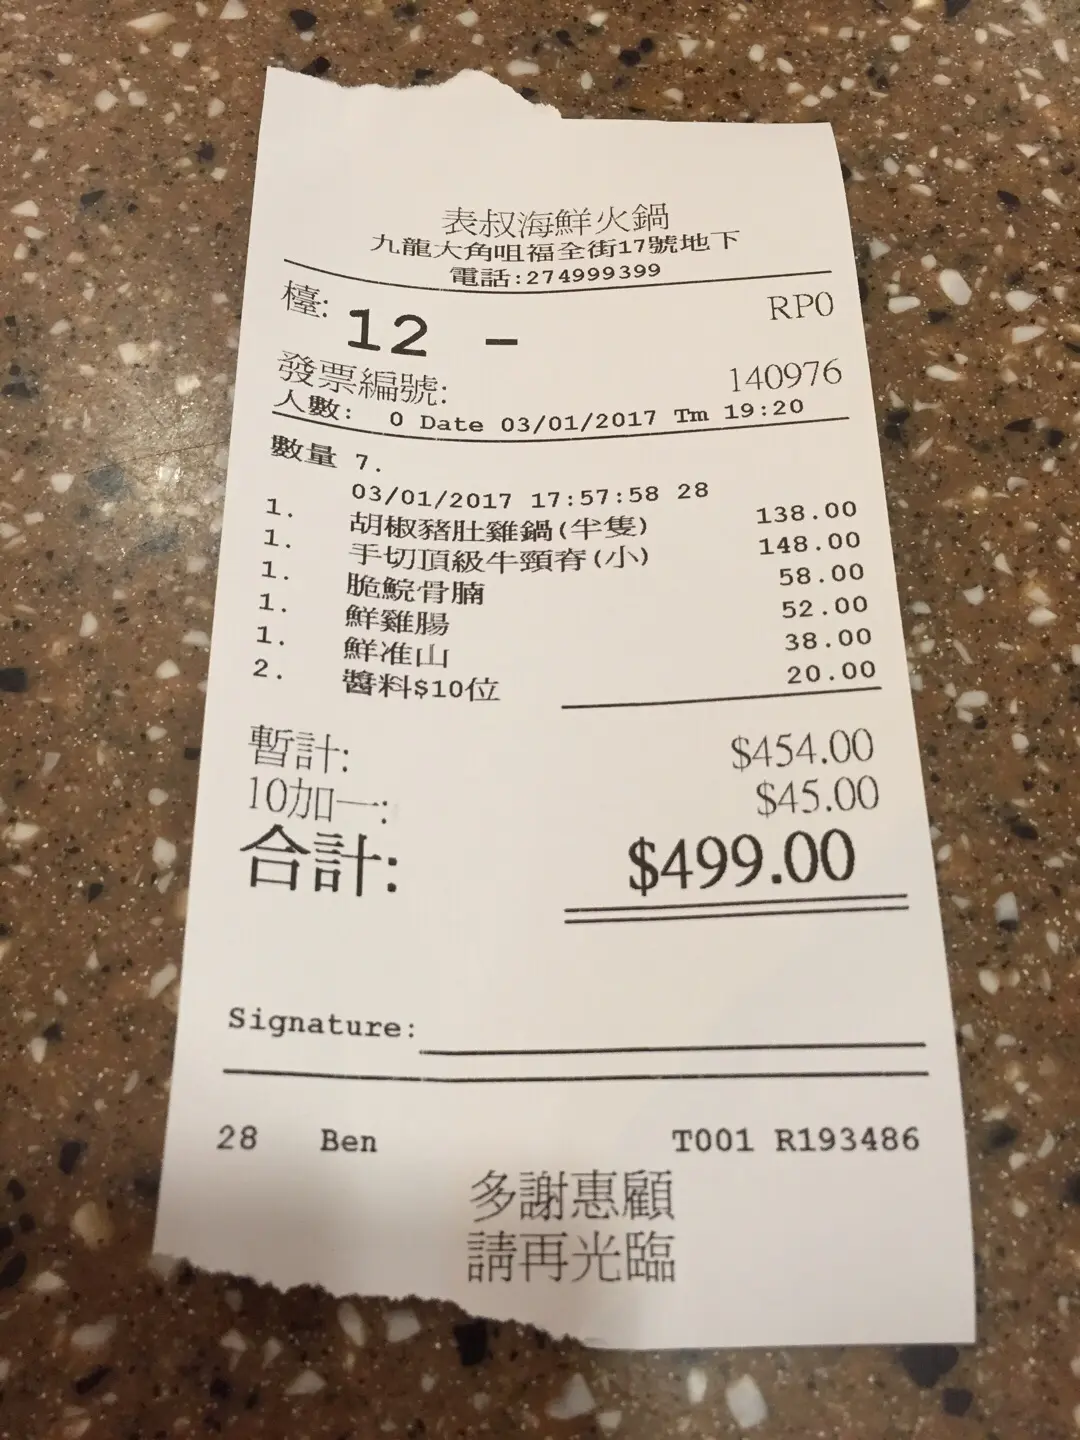 表叔海鮮火鍋
九龍大角咀福全街17號地下
電話:274999399
檯: 12 - RP0
發票編號: 140976
人數: 0 Date 03/01/2017 Tm 19:20
數量 7.
03/01/2017 17:57:58 28
1. 胡椒豬肚雞鍋(半隻) 138.00
1. 手切頂級牛頸脊(小) 148.00
1. 脆鯇骨腩 58.00
1. 鮮雞腸 52.00
1. 鮮准山 38.00
2. 醬料$10位 20.00
暫計: $454.00
10加一: $45.00
合計: $499.00
Signature:
28 Ben T001 R193486
多謝惠顧
請再光臨